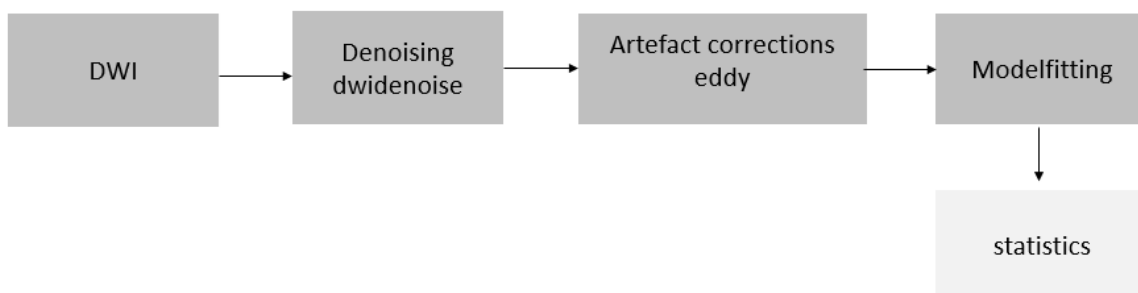 DWI
Denoising
dwidenoise
Artefact corrections
eddy
Modelfitting
statistics